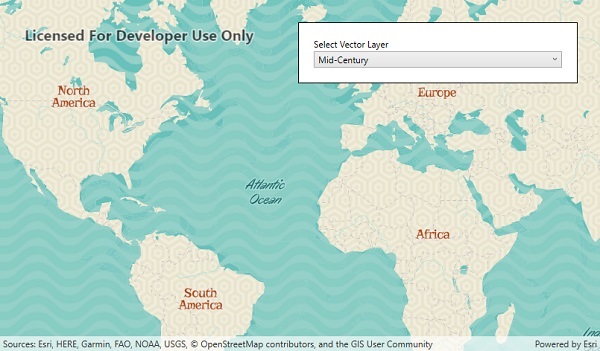 Licensed For Developer Use Only
Select Vector Layer
Mid-Century
North
America
Europe
Atlantic
Ocean
Africa
South
America
Sources: Esri, HERE, Garmin, FAO, NOAA, USGS, © OpenStreetMap contributors, and the GIS User Community
Powered by Esri